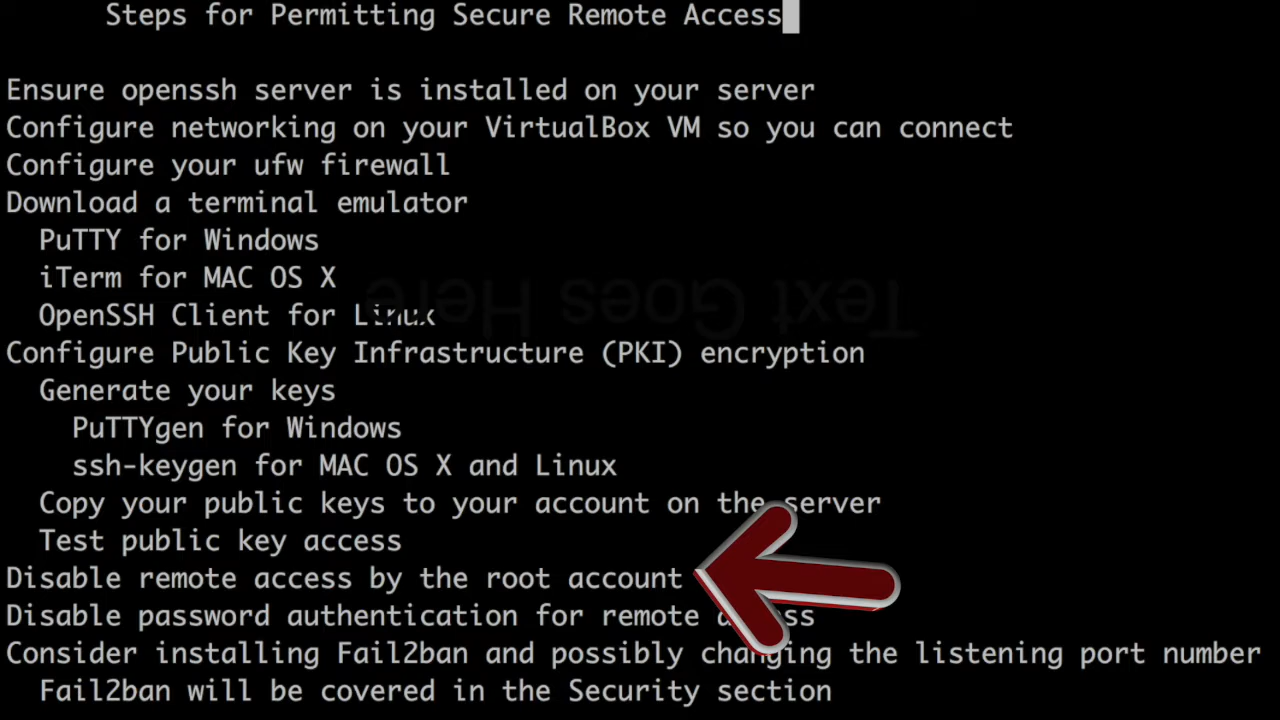 Steps for Permitting Secure Remote Access
Ensure openssh server is installed on your server
Configure networking on your VirtualBox VM so you can connect
Configure your ufw firewall
Download a terminal emulator
PuTTY for Windows
iTerm for MAC OS X
Text Goes Here
OpenSSH Client for Linux
Configure Public Key Infrastructure (PKI) encryption
Generate your keys
PuTTYgen for Windows
ssh-keygen for MAC OS X and Linux
Copy your public keys to your account on the server
Test public key access
Disable remote access by the root account
Disable password authentication for remote access
Consider installing Fail2ban and possibly changing the listening port number
Fail2ban will be covered in the Security section